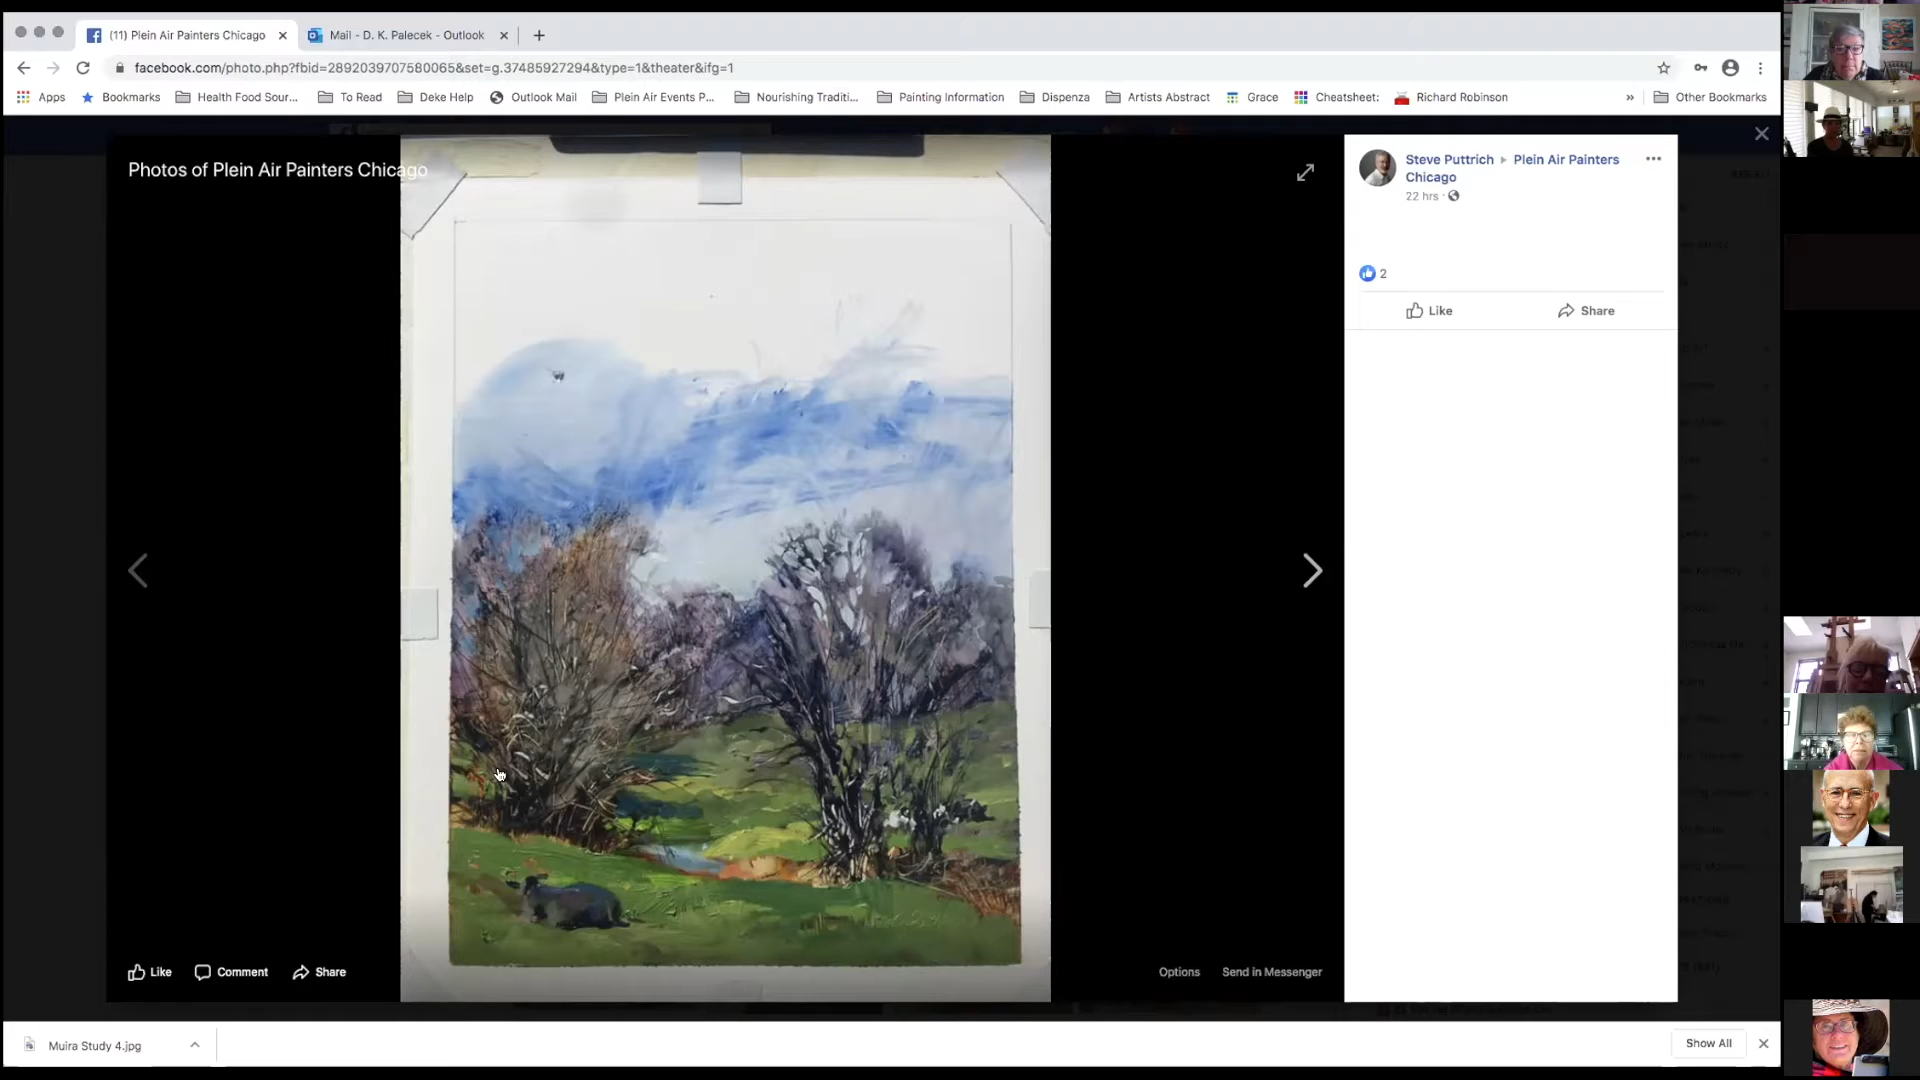 (11) Plein Air Painters Chicago
Mail - D. K. Palecek - Outlook
facebook.com/photo.php?fbid=2892039707580065&set=g.37485927294&type=1&theater&ifg=1
Apps Bookmarks Health Food Sour... To Read Deke Help Outlook Mail Plein Air Events P... Nourishing Traditi... Painting Information Dispenza Artists Abstract Grace Cheatsheet: Richard Robinson » Other Bookmarks
Photos of Plein Air Painters Chicago
Steve Puttrich ▸ Plein Air Painters
Chicago
22 hrs ·
2
Like Share
Like Comment Share
Options Send in Messenger
Muira Study 4.jpg
Show All